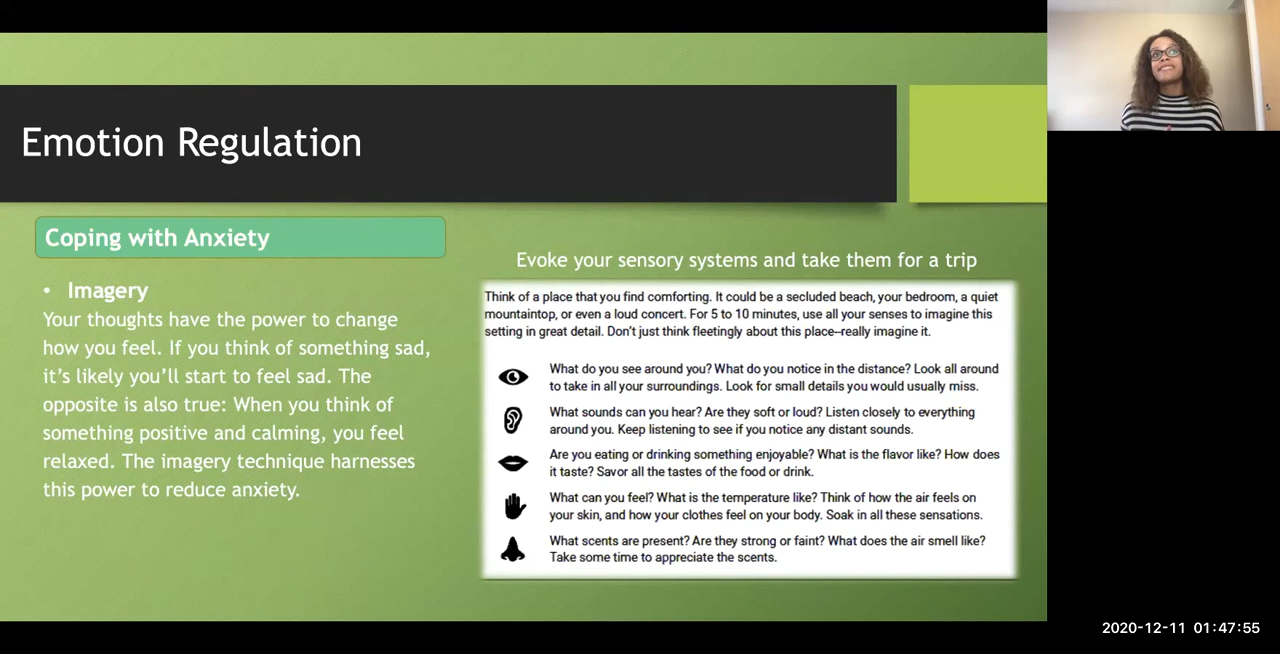 Emotion Regulation
Coping with Anxiety
• Imagery
Your thoughts have the power to change
how you feel. If you think of something sad,
it's likely you'll start to feel sad. The
opposite is also true: When you think of
something positive and calming, you feel
relaxed. The imagery technique harnesses
this power to reduce anxiety.
Evoke your sensory systems and take them for a trip
Think of a place that you find comforting. It could be a secluded beach, your bedroom, a quiet
mountaintop, or even a loud concert. For 5 to 10 minutes, use all your senses to imagine this
setting in great detail. Don't just think fleetingly about this place--really imagine it.
What do you see around you? What do you notice in the distance? Look all around
to take in all your surroundings. Look for small details you would usually miss.
What sounds can you hear? Are they soft or loud? Listen closely to everything
around you. Keep listening to see if you notice any distant sounds.
Are you eating or drinking something enjoyable? What is the flavor like? How does
it taste? Savor all the tastes of the food or drink.
What can you feel? What is the temperature like? Think of how the air feels on
your skin, and how your clothes feel on your body. Soak in all these sensations.
What scents are present? Are they strong or faint? What does the air smell like?
Take some time to appreciate the scents.
2020-12-11 01:47:55